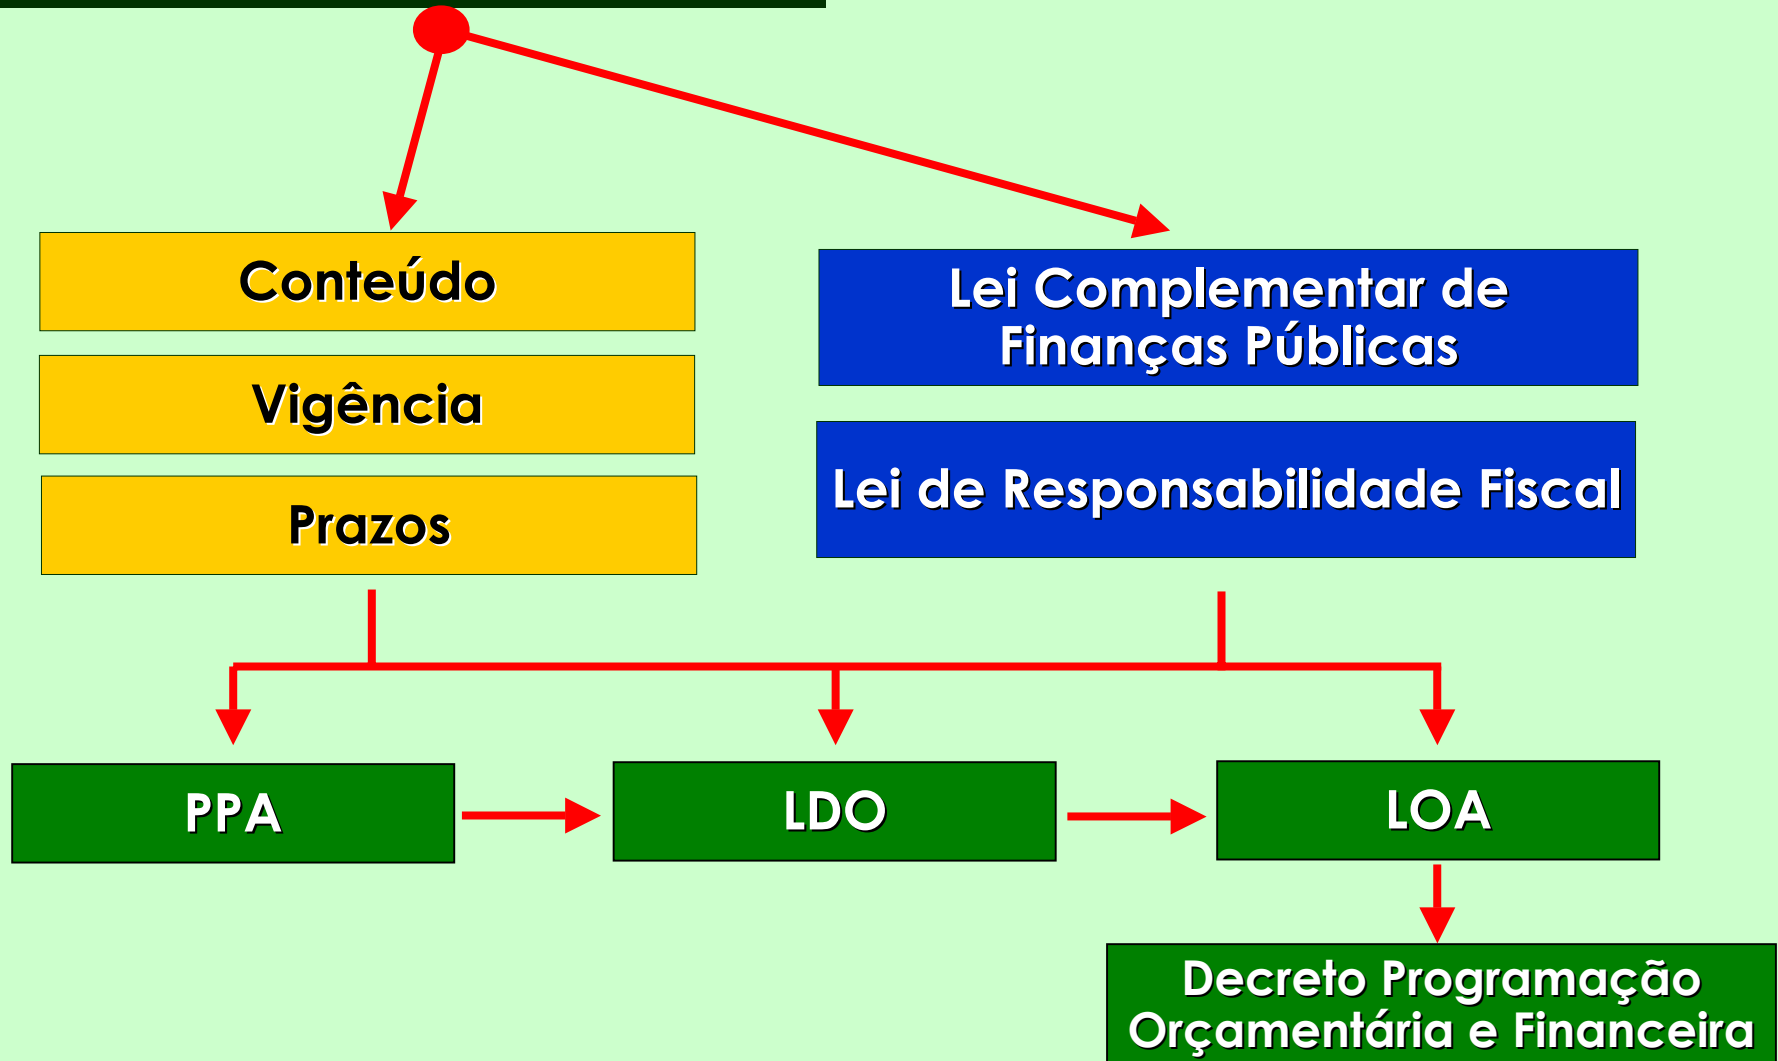 Conteúdo
Vigência
Prazos
Lei Complementar de
Finanças Públicas
Lei de Responsabilidade Fiscal
PPA
LDO
LOA
Decreto Programação
Orçamentária e Financeira